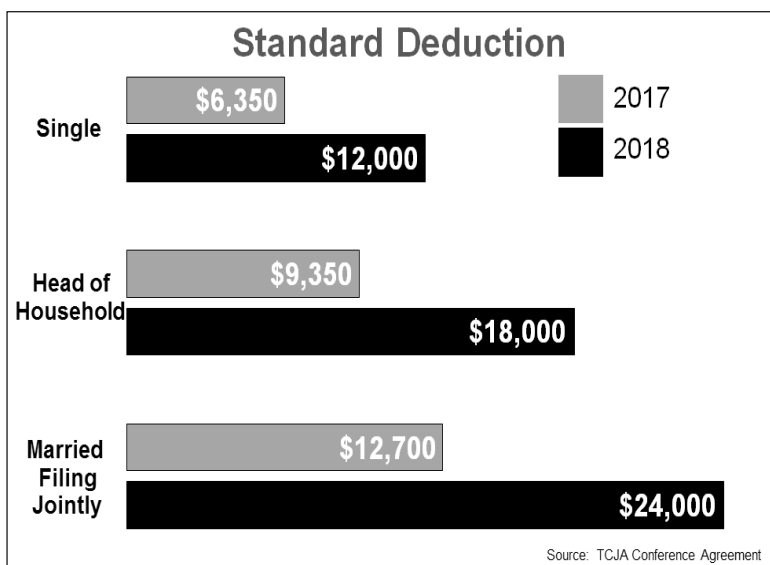 Standard Deduction
Single
$6,350
$12,000
2017
2018
Head of
Household
$9,350
$18,000
Married
Filing
Jointly
$12,700
$24,000
Source: TCJA Conference Agreement